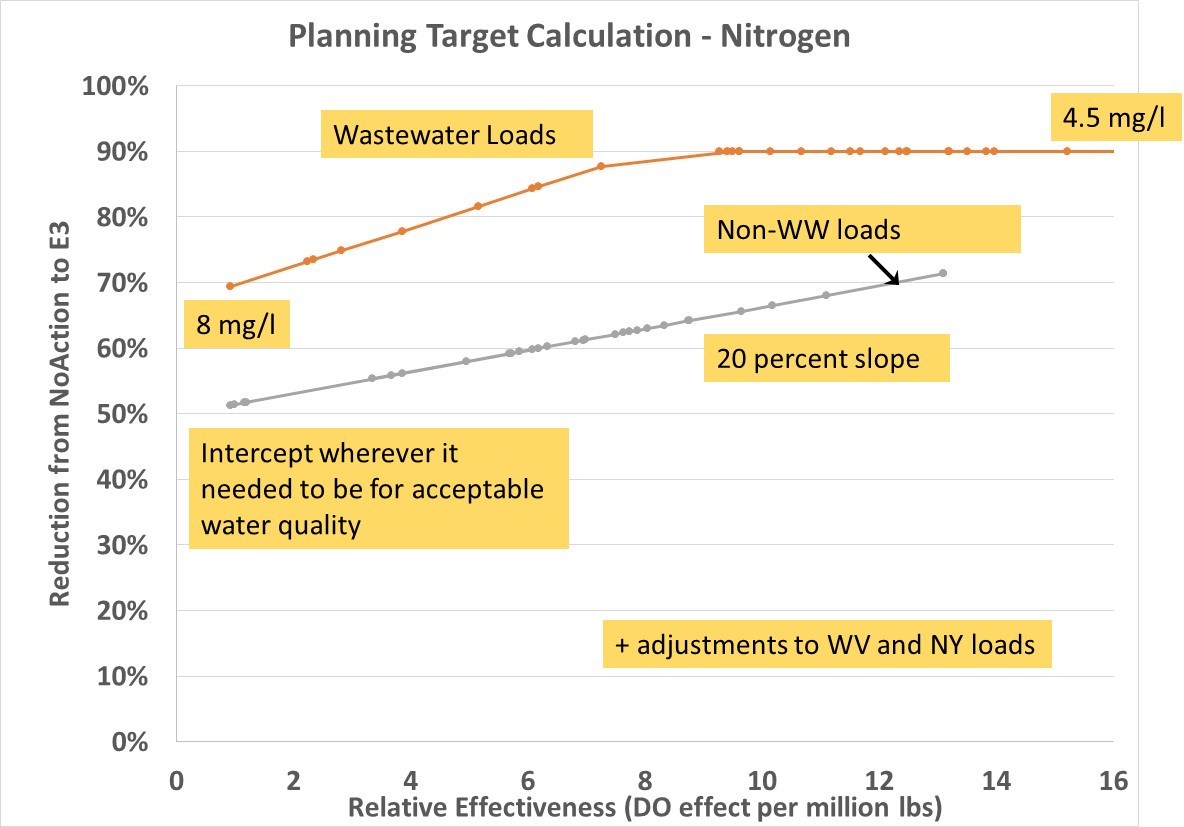 Planning Target Calculation - Nitrogen
100%
90%
80%
70%
60%
50%
40%
30%
20%
10%
0%
Reduction from NoAction to E3
Wastewater Loads
4.5 mg/l
Non-WW loads
8 mg/l
20 percent slope
Intercept wherever it
needed to be for acceptable
water quality
+ adjustments to WV and NY loads
0 2 4 6 8 10 12 14 16
Relative Effectiveness (DO effect per million lbs)